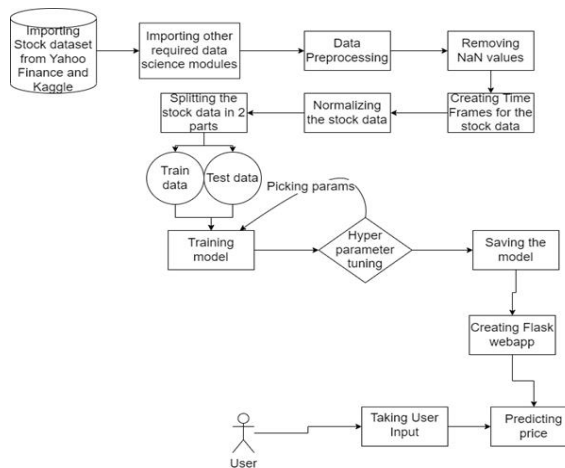 Importing
Stock dataset
from Yahoo
Finance and
Kaggle
Importing other
required data
science modules
Data
Preprocessing
Removing
NaN values
Creating Time
Frames for the
stock data
Normalizing
the stock data
Splitting the
stock data in 2
parts
Train
data
Test data
Picking params
Training
model
Hyper
parameter
tuning
Saving the
model
Creating Flask
webapp
User
Taking User
Input
Predicting
price